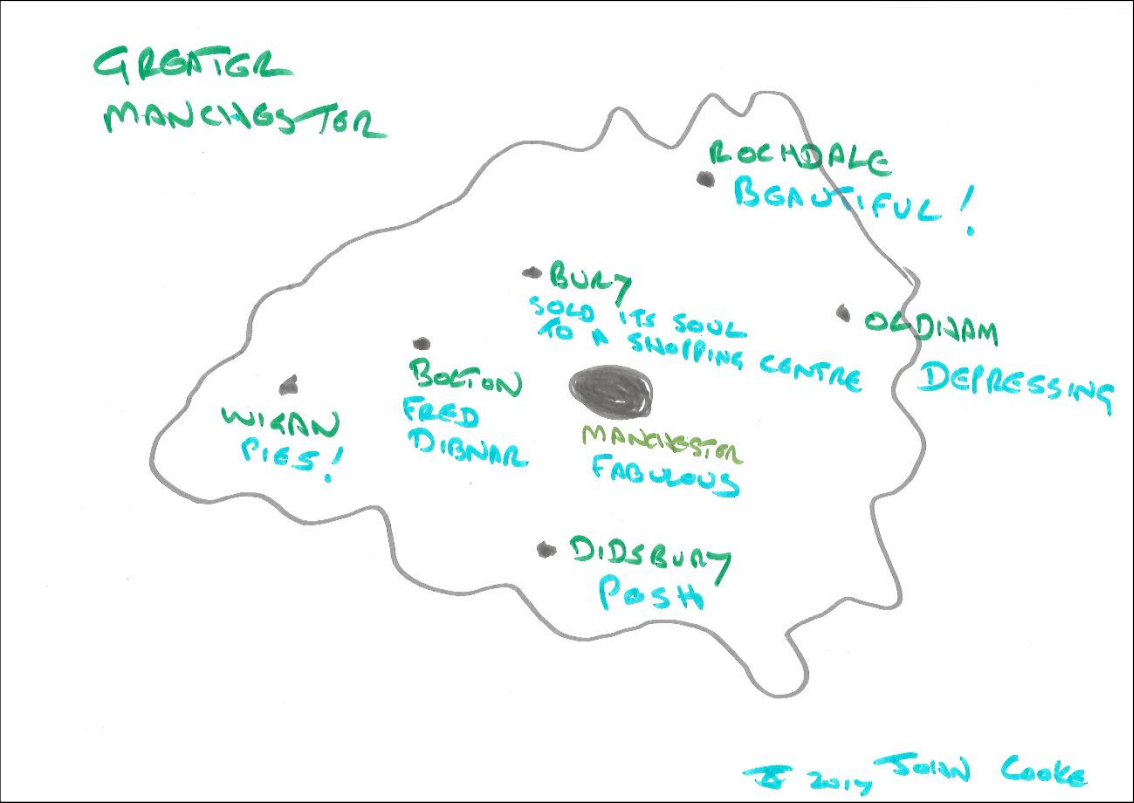 GREATER
MANCHESTER
ROCHDALE
BEAUTIFUL!
BURY
SOLD ITS SOUL
TO A SHOPPING CENTRE
OLDHAM
DEPRESSING
BOLTON
FRED
DIBNAR
WIGAN
PIES!
MANCHESTER
FABULOUS
DIDSBURY
POSH
2017 JOHN COOKE